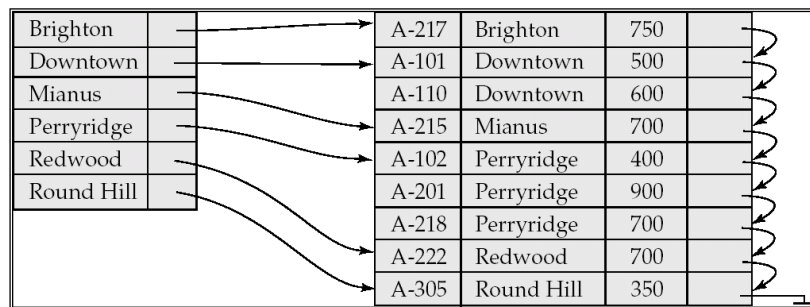 Brighton A-217 Brighton 750
Downtown A-101 Downtown 500
Mianus A-110 Downtown 600
Perryridge A-215 Mianus 700
Redwood A-102 Perryridge 400
Round Hill A-201 Perryridge 900
A-218 Perryridge 700
A-222 Redwood 700
A-305 Round Hill 350